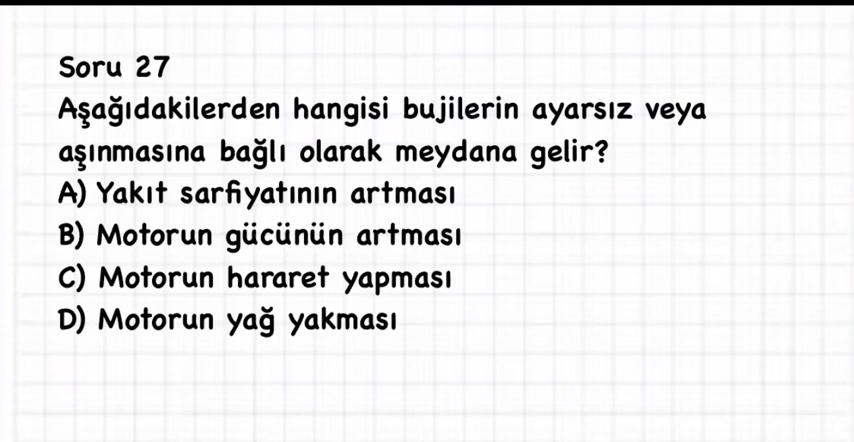 Soru 27
Aşağıdakilerden hangisi bujilerin ayarsız veya
aşınmasına bağlı olarak meydana gelir?
A) Yakıt sarfiyatının artması
B) Motorun gücünün artması
C) Motorun hararet yapması
D) Motorun yağ yakması